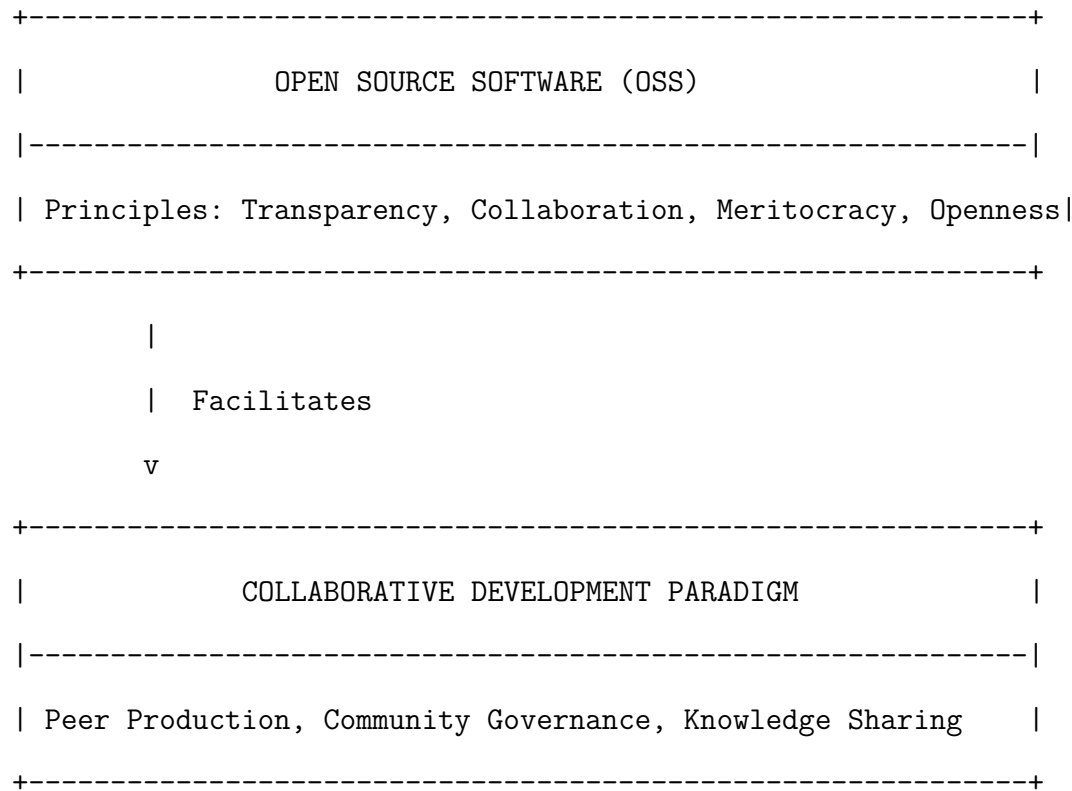 +-------------------------------------------------------------+
|               OPEN SOURCE SOFTWARE (OSS)                    |
|-------------------------------------------------------------|
| Principles: Transparency, Collaboration, Meritocracy, Openness|
+-------------------------------------------------------------+
        |
        |  Facilitates
        v
+-------------------------------------------------------------+
|             COLLABORATIVE DEVELOPMENT PARADIGM              |
|-------------------------------------------------------------|
| Peer Production, Community Governance, Knowledge Sharing    |
+-------------------------------------------------------------+